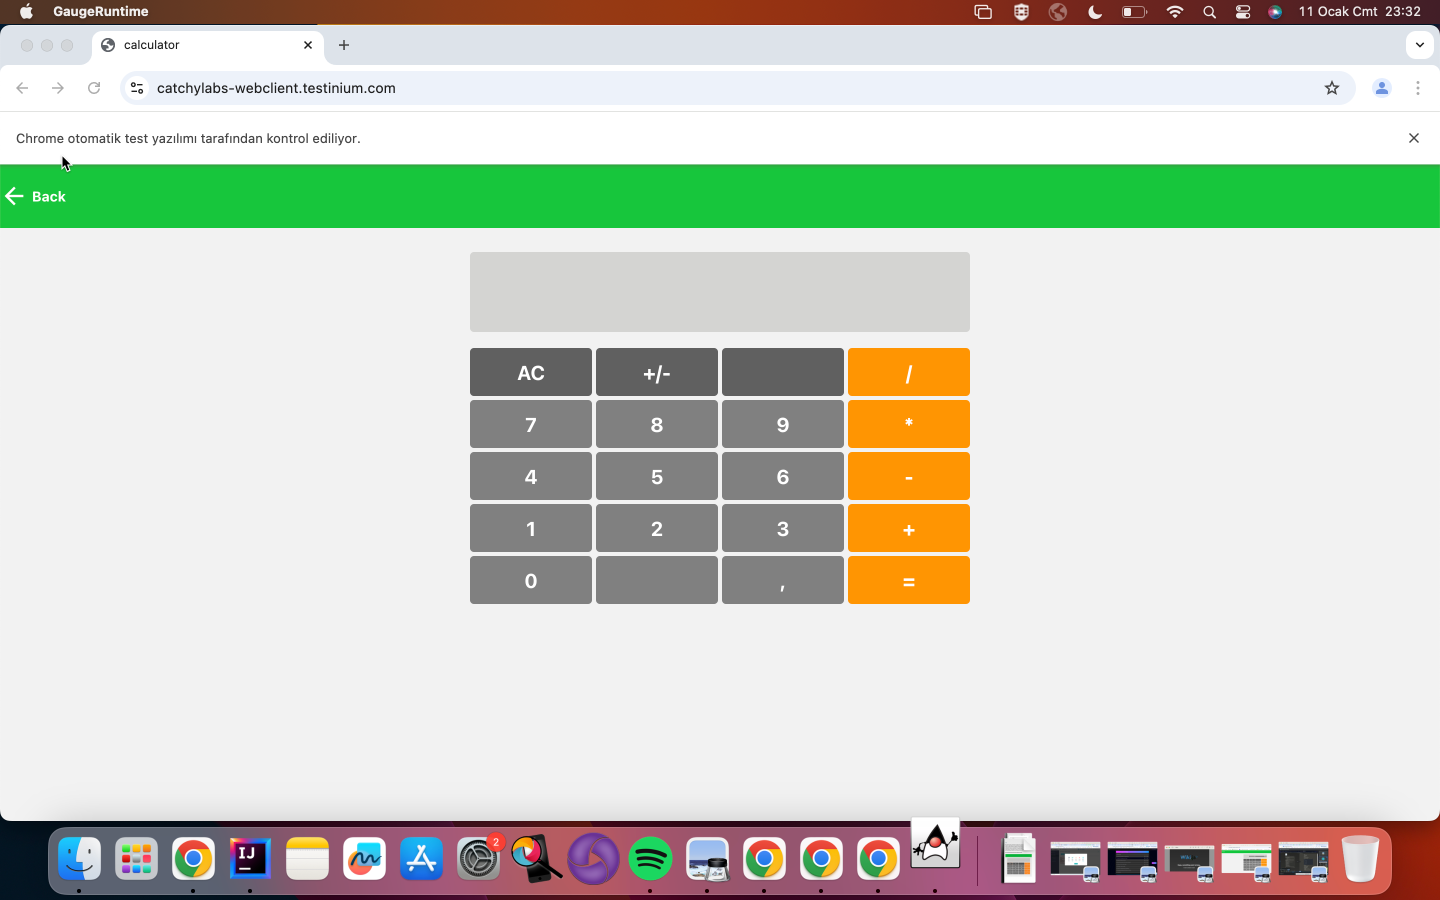 GaugeRuntime
11 Ocak Cmt 23:32
calculator
catchylabs-webclient.testinium.com
Chrome otomatik test yazılımı tarafından kontrol ediliyor.
Back
AC +/- /
7 8 9 *
4 5 6 -
1 2 3 +
0 , =
IJ
2